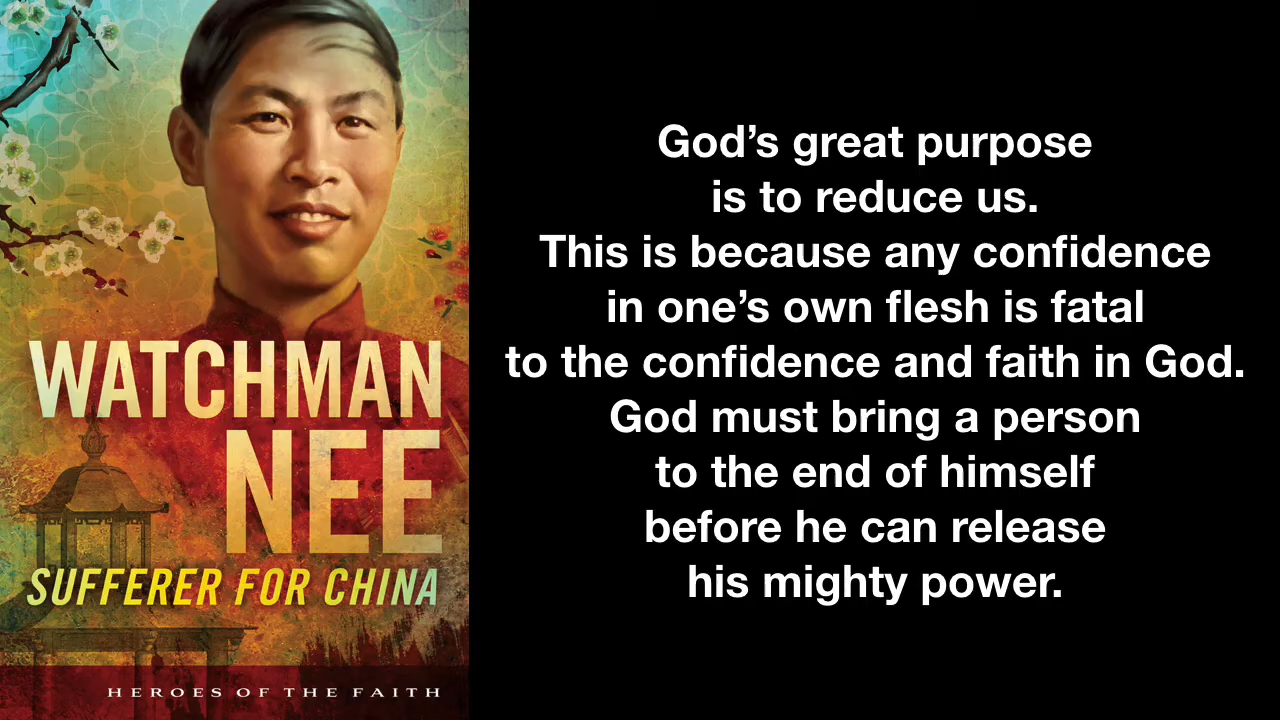 WATCHMAN
NEE
SUFFERER FOR CHINA
HEROES OF THE FAITH
God’s great purpose
is to reduce us.
This is because any confidence
in one’s own flesh is fatal
to the confidence and faith in God.
God must bring a person
to the end of himself
before he can release
his mighty power.